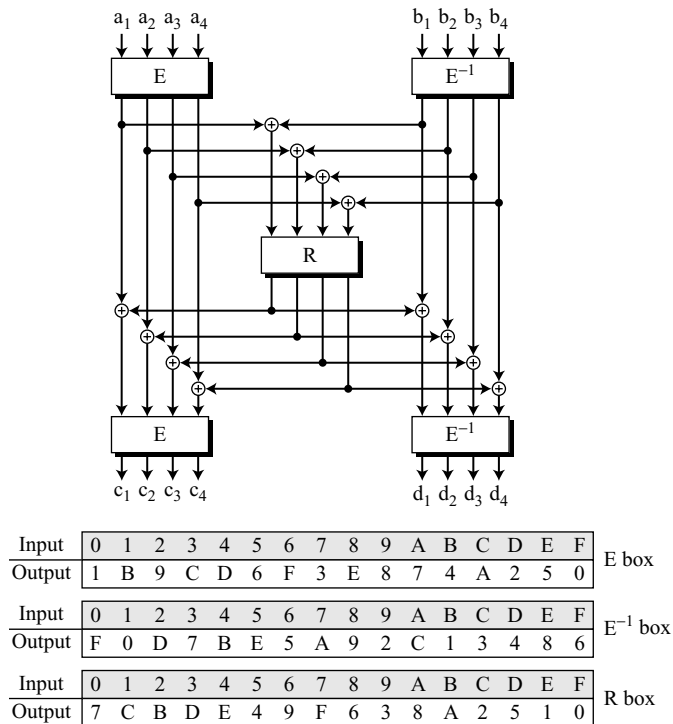 a₁ a₂ a₃ a₄ b₁ b₂ b₃ b₄
E E⁻¹
R
E E⁻¹
c₁ c₂ c₃ c₄ d₁ d₂ d₃ d₄
Input 0 1 2 3 4 5 6 7 8 9 A B C D E F
Output 1 B 9 C D 6 F 3 E 8 7 4 A 2 5 0
E box
Input 0 1 2 3 4 5 6 7 8 9 A B C D E F
Output F 0 D 7 B E 5 A 9 2 C 1 3 4 8 6
E⁻¹ box
Input 0 1 2 3 4 5 6 7 8 9 A B C D E F
Output 7 C B D E 4 9 F 6 3 8 A 2 5 1 0
R box